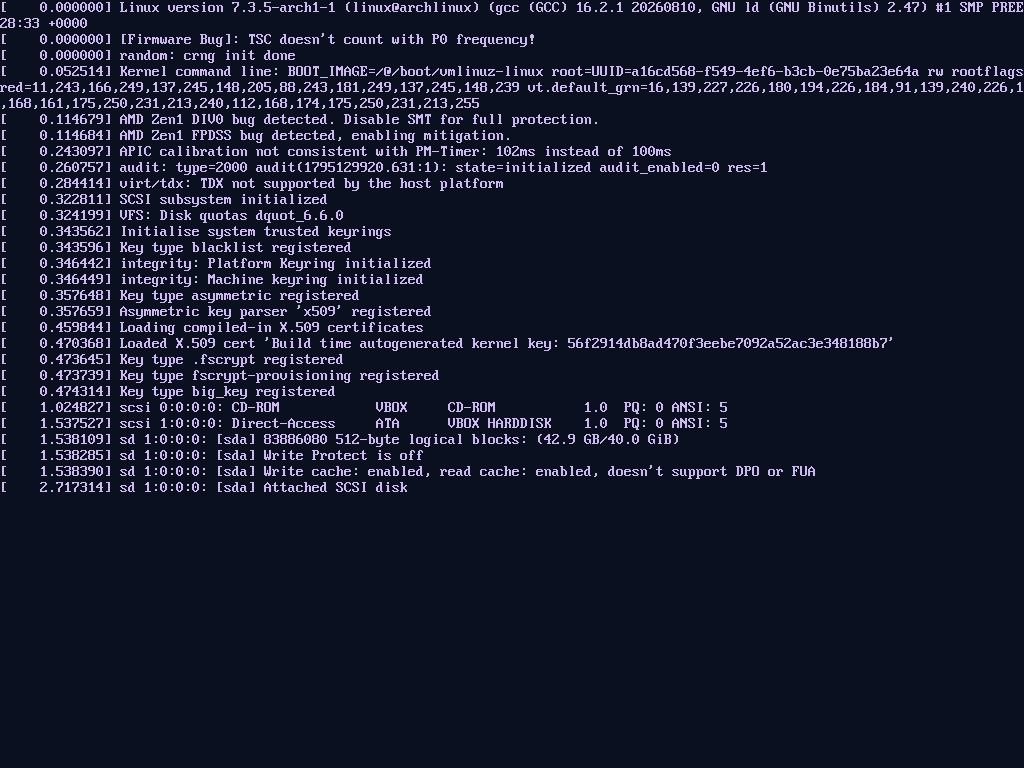 [    0.000000] Linux version 7.3.5-arch1-1 (linux@archlinux) (gcc (GCC) 16.2.1 20260810, GNU ld (GNU Binutils) 2.47) #1 SMP PREE
28:33 +0000
[    0.000000] [Firmware Bug]: TSC doesn't count with P0 frequency!
[    0.000000] random: crng init done
[    0.052514] Kernel command line: BOOT_IMAGE=/@/boot/vmlinuz-linux root=UUID=a16cd568-f549-4ef6-b3cb-0e75ba23e64a rw rootflags
red=11,243,166,249,137,245,148,205,88,243,181,249,137,245,148,239 vt.default_grn=16,139,227,226,180,194,226,184,91,139,240,226,1
,168,161,175,250,231,213,240,112,168,174,175,250,231,213,255
[    0.114679] AMD Zen1 DIV0 bug detected. Disable SMT for full protection.
[    0.114684] AMD Zen1 FPDSS bug detected, enabling mitigation.
[    0.243097] APIC calibration not consistent with PM-Timer: 102ms instead of 100ms
[    0.260757] audit: type=2000 audit(1795129920.631:1): state=initialized audit_enabled=0 res=1
[    0.284414] virt/tdx: TDX not supported by the host platform
[    0.322811] SCSI subsystem initialized
[    0.324199] VFS: Disk quotas dquot_6.6.0
[    0.343562] Initialise system trusted keyrings
[    0.343596] Key type blacklist registered
[    0.346442] integrity: Platform Keyring initialized
[    0.346449] integrity: Machine keyring initialized
[    0.357648] Key type asymmetric registered
[    0.357659] Asymmetric key parser 'x509' registered
[    0.459844] Loading compiled-in X.509 certificates
[    0.470368] Loaded X.509 cert 'Build time autogenerated kernel key: 56f2914db8ad470f3eebe7092a52ac3e348188b7'
[    0.473645] Key type .fscrypt registered
[    0.473739] Key type fscrypt-provisioning registered
[    0.474314] Key type big_key registered
[    1.024827] scsi 0:0:0:0: CD-ROM            VBOX     CD-ROM           1.0  PQ: 0 ANSI: 5
[    1.537527] scsi 1:0:0:0: Direct-Access     ATA      VBOX HARDDISK    1.0  PQ: 0 ANSI: 5
[    1.538109] sd 1:0:0:0: [sda] 83886080 512-byte logical blocks: (42.9 GB/40.0 GiB)
[    1.538285] sd 1:0:0:0: [sda] Write Protect is off
[    1.538390] sd 1:0:0:0: [sda] Write cache: enabled, read cache: enabled, doesn't support DPO or FUA
[    2.717314] sd 1:0:0:0: [sda] Attached SCSI disk